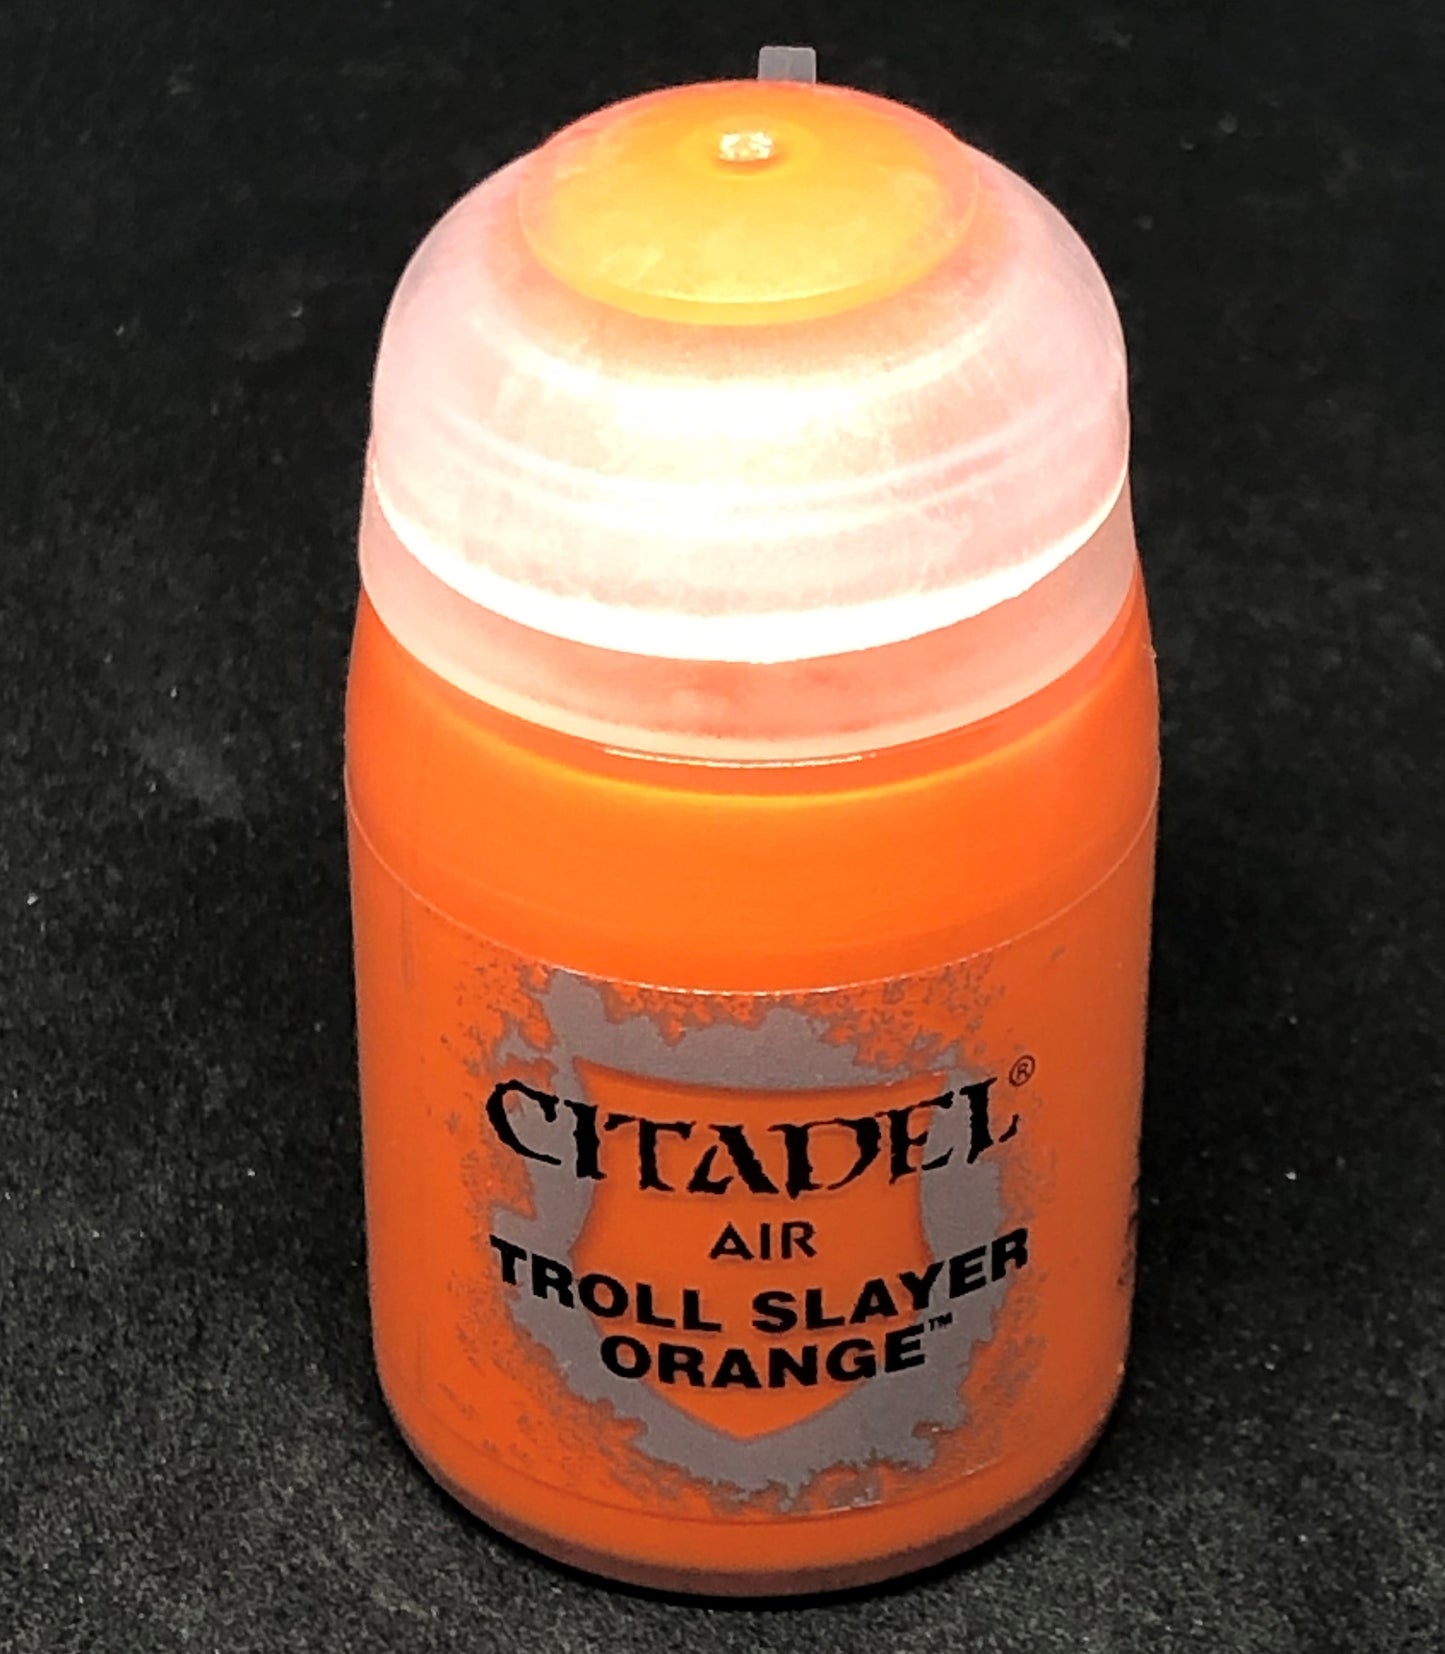 CITADEL®
AIR
TROLL SLAYER
ORANGE™